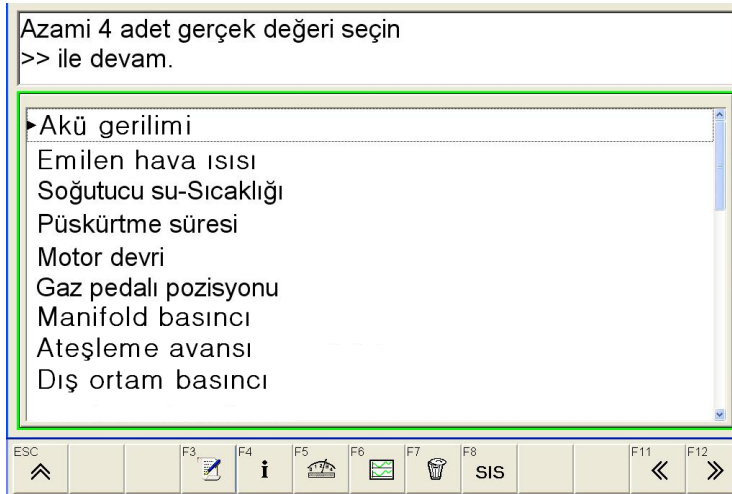 Azami 4 adet gerçek değeri seçin
>> ile devam.
Akü gerilimi
Emilen hava ısısı
Soğutucu su-Sıcaklığı
Püskürtme süresi
Motor devri
Gaz pedalı pozisyonu
Manifold basıncı
Ateşleme avansı
Dış ortam basıncı
ESC F3 F4 i F5 F6 F7 F8 SIS F11 F12